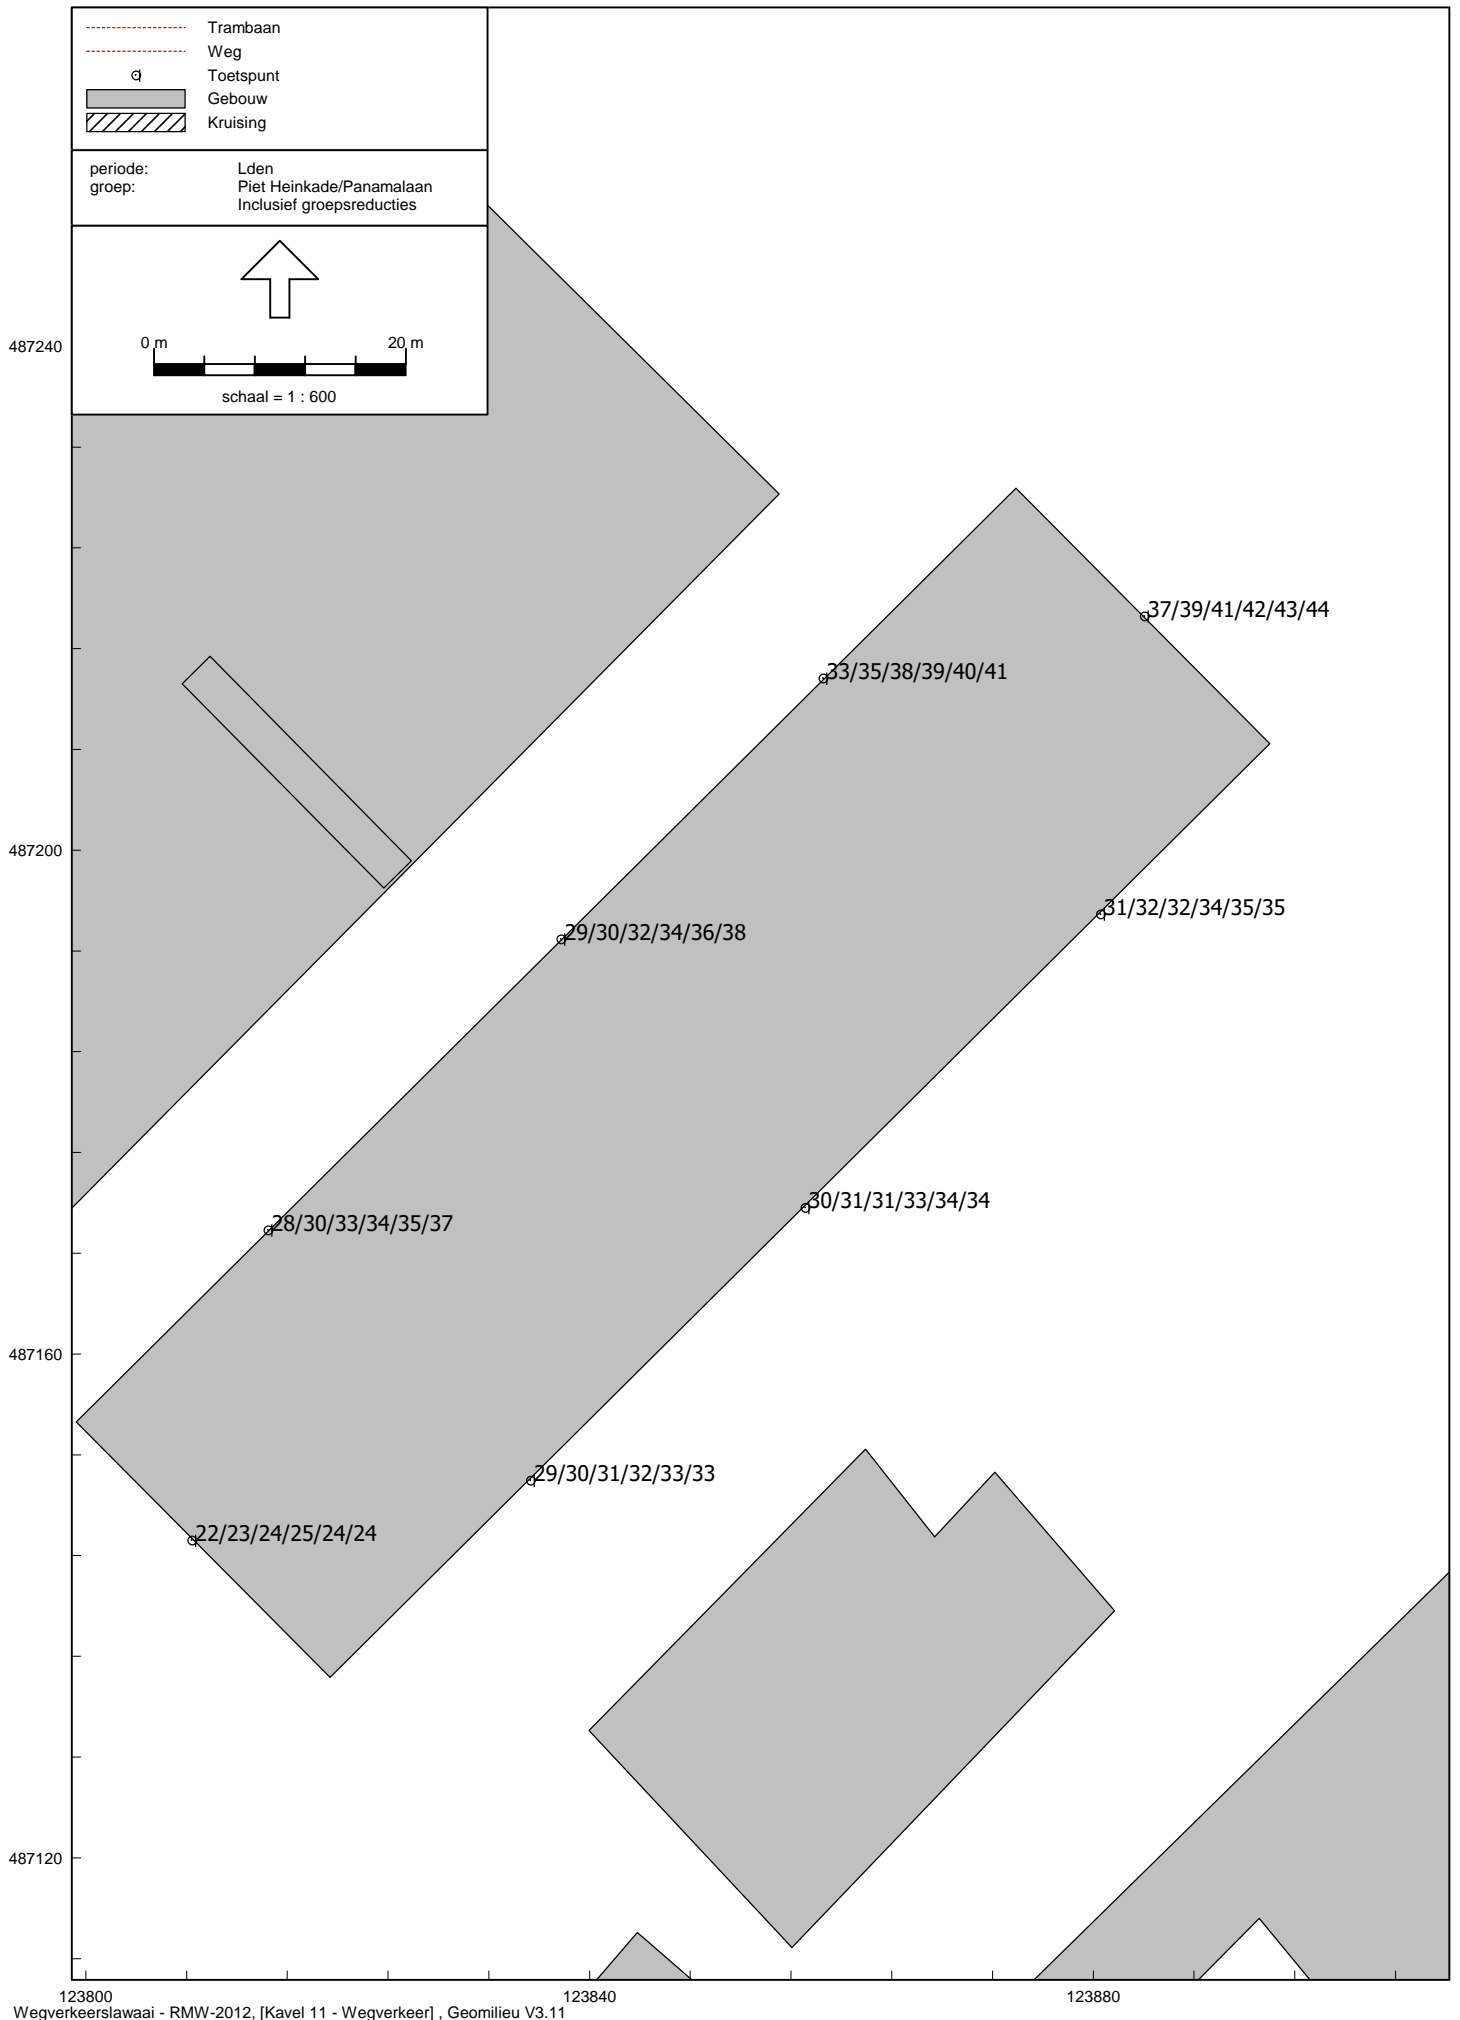 Trambaan
Weg
Toetspunt
Gebouw
Kruising
periode: Lden
groep: Piet Heinkade/Panamalaan
Inclusief groepsreducties
0 m 20 m
schaal = 1 : 600
487240
37/39/41/42/43/44
33/35/38/39/40/41
487200
31/32/32/34/35/35
29/30/32/34/36/38
30/31/31/33/34/34
28/30/33/34/35/37
487160
29/30/31/32/33/33
22/23/24/25/24/24
487120
123800 123840 123880
Wegverkeerslawaai - RMW-2012, [Kavel 11 - Wegverkeer] , Geomilieu V3.11